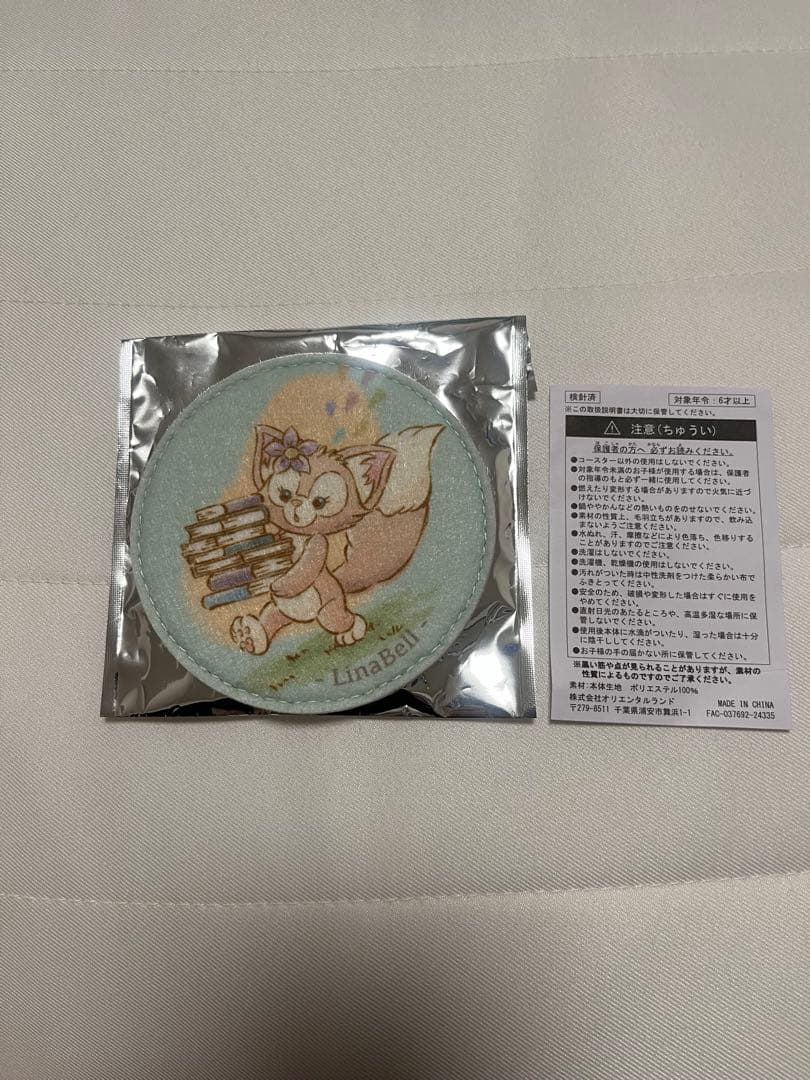 LinaBell
検針済
対象年令：6才以上
※この取扱説明書は大切に保管してください。
注意(ちゅうい)
保護者の方へ 必ずお読みください。
●コースター以外の使用はしないでください。
●対象年令未満のお子様が使用する場合は、保護者
の指導のもと必ず一緒に使用してください。
●燃えたり変形する場合がありますので火気に近づ
けないでください。
●鍋ややかんなどの熱いものをのせないでください。
●素材の性質上、毛羽立ちがありますので、飲み込
まないようご注意ください。
●水ぬれ、汗、摩擦などにより色落ち、色移りする
ことがありますのでご注意ください。
●洗濯はしないでください。
●洗濯機、乾燥機の使用はしないでください。
●汚れがついた時は中性洗剤をつけた柔らかい布で
ふきとってください。
●安全のため、破損や変形した場合はすぐに使用を
やめてください。
●直射日光のあたるところや、高温多湿な場所に保
管しないでください。
●使用後本体に水滴がついたり、湿った場合は十分
に陰干ししてください。
●お子様の手の届かない所に保管してください。
※黒い筋や点が見られることがありますが、素材の
性質によるものですのでご了承ください。
素材：本体生地 ポリエステル100%
株式会社オリエンタルランド
MADE IN CHINA
〒279-8511 千葉県浦安市舞浜1-1
FAC-037692-24335